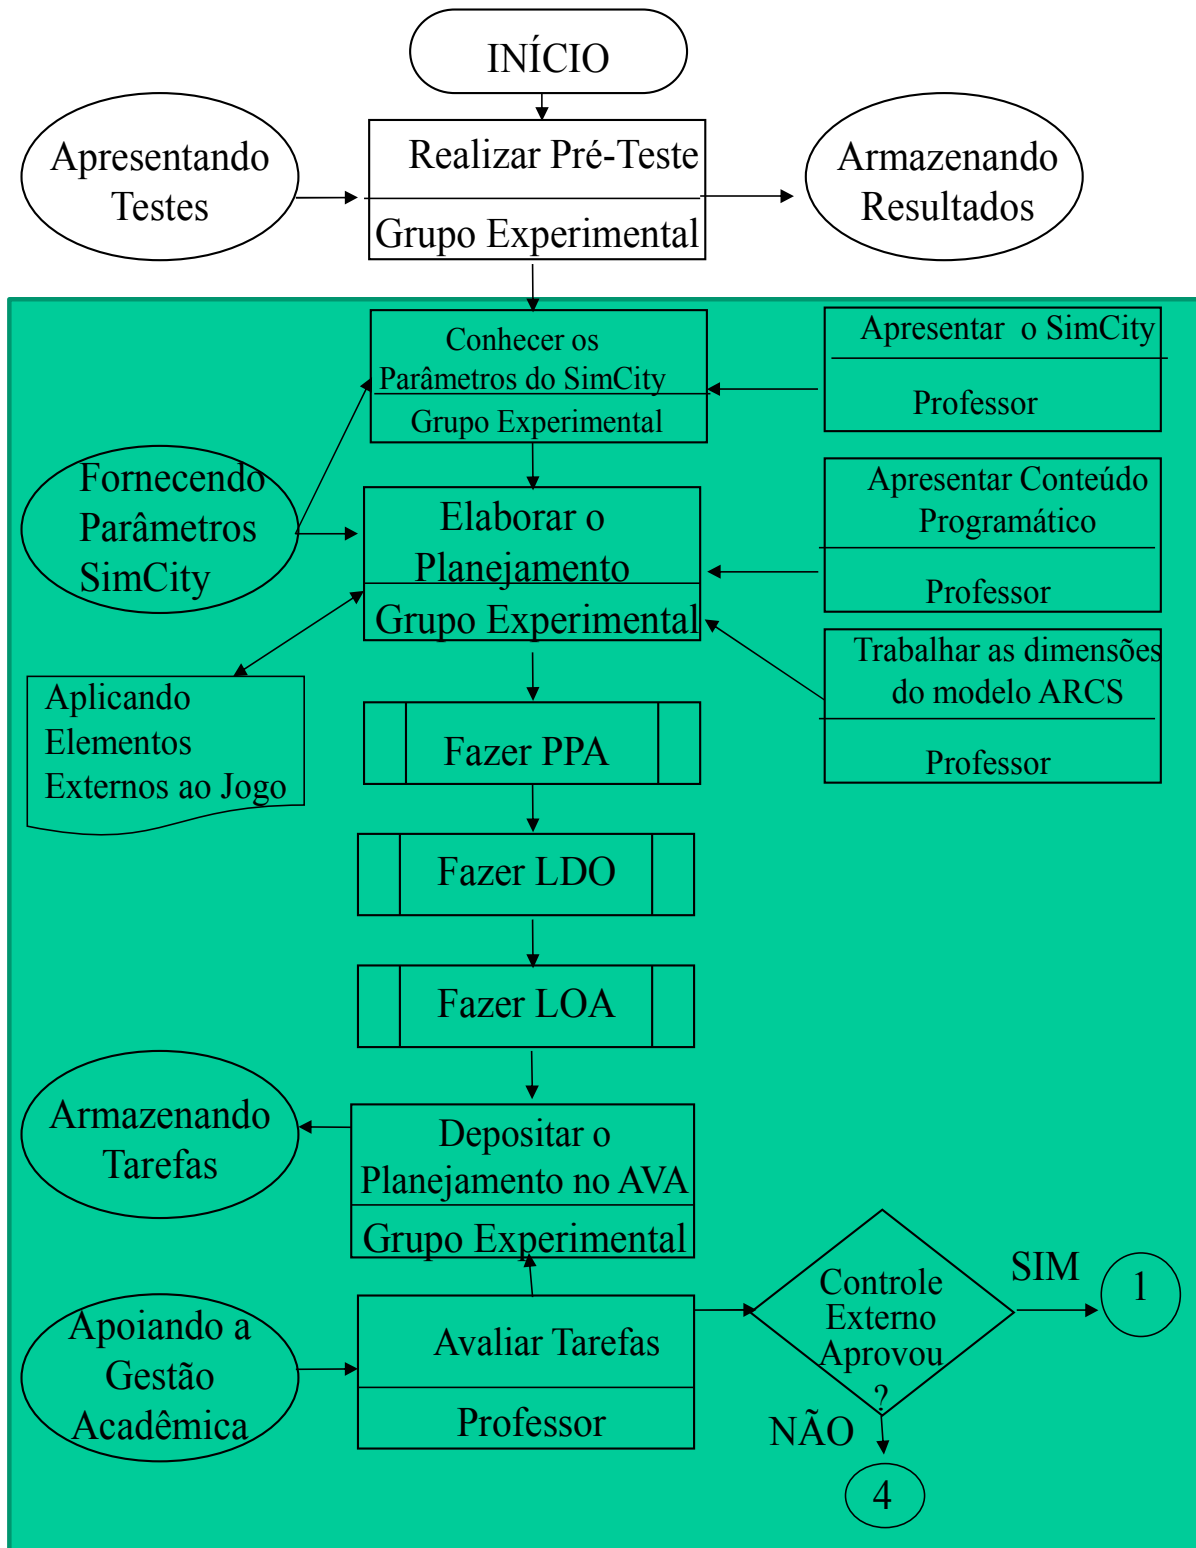 INÍCIO
Apresentando
Testes
Realizar Pré-Teste
Grupo Experimental
Armazenando
Resultados
Conhecer os
Parâmetros do SimCity
Grupo Experimental
Apresentar o SimCity
Professor
Fornecendo
Parâmetros
SimCity
Elaborar o
Planejamento
Grupo Experimental
Apresentar Conteúdo
Programático
Professor
Aplicando
Elementos
Externos ao Jogo
Trabalhar as dimensões
do modelo ARCS
Professor
Fazer PPA
Fazer LDO
Fazer LOA
Armazenando
Tarefas
Depositar o
Planejamento no AVA
Grupo Experimental
Apoiando a
Gestão
Acadêmica
Avaliar Tarefas
Professor
Controle
Externo
Aprovou
?
SIM
1
NÃO
4